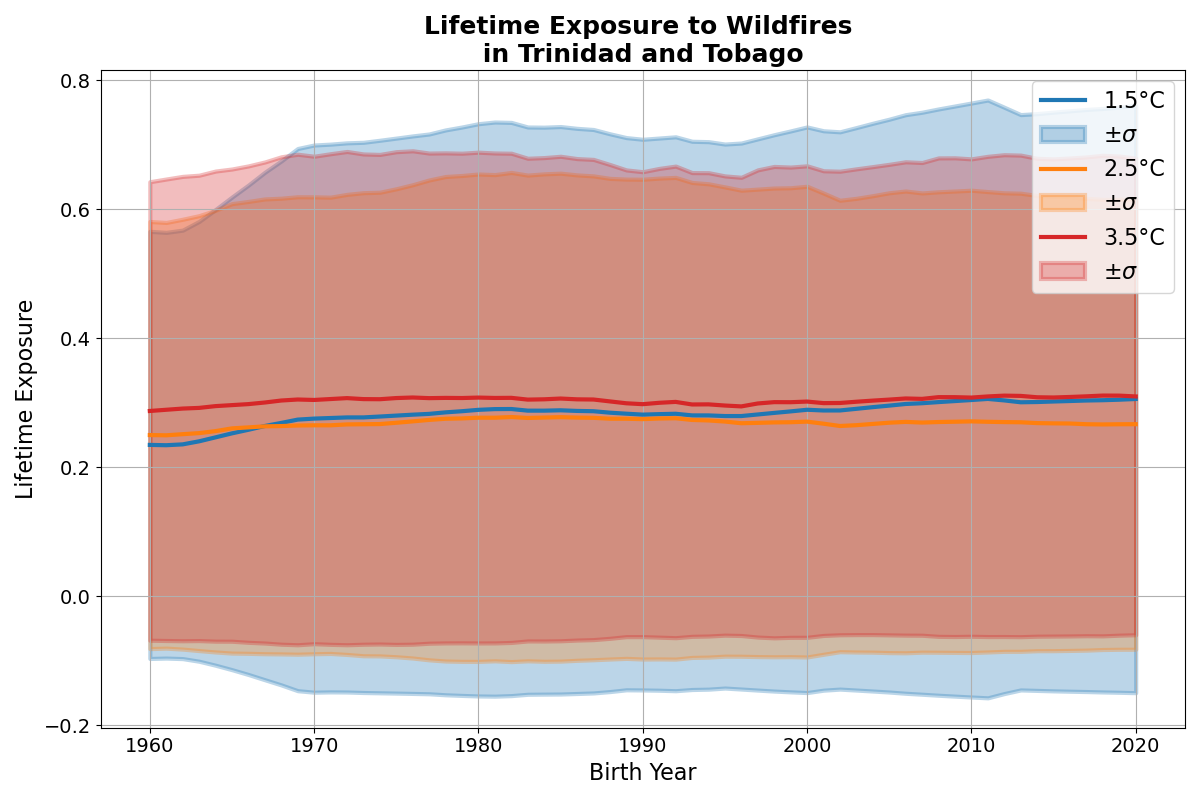 Lifetime Exposure to Wildfires
in Trinidad and Tobago
0.8
0.6
0.4
0.2
0.0
−0.2
Lifetime Exposure
1.5°C
±σ
2.5°C
±σ
3.5°C
±σ
1960 1970 1980 1990 2000 2010 2020
Birth Year